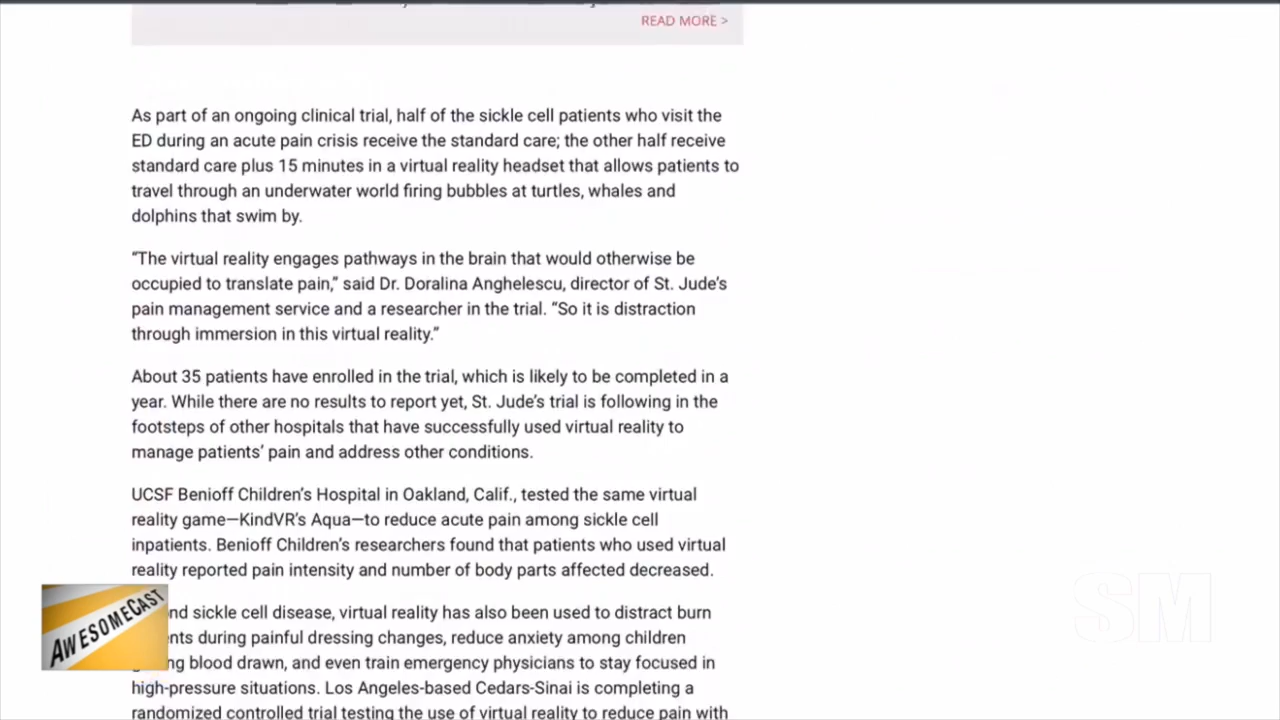 READ MORE >
As part of an ongoing clinical trial, half of the sickle cell patients who visit the
ED during an acute pain crisis receive the standard care; the other half receive
standard care plus 15 minutes in a virtual reality headset that allows patients to
travel through an underwater world firing bubbles at turtles, whales and
dolphins that swim by.
“The virtual reality engages pathways in the brain that would otherwise be
occupied to translate pain,” said Dr. Doralina Anghelescu, director of St. Jude’s
pain management service and a researcher in the trial. “So it is distraction
through immersion in this virtual reality.”
About 35 patients have enrolled in the trial, which is likely to be completed in a
year. While there are no results to report yet, St. Jude’s trial is following in the
footsteps of other hospitals that have successfully used virtual reality to
manage patients’ pain and address other conditions.
UCSF Benioff Children’s Hospital in Oakland, Calif., tested the same virtual
reality game—KindVR’s Aqua—to reduce acute pain among sickle cell
inpatients. Benioff Children’s researchers found that patients who used virtual
reality reported pain intensity and number of body parts affected decreased.
nd sickle cell disease, virtual reality has also been used to distract burn
ents during painful dressing changes, reduce anxiety among children
ng blood drawn, and even train emergency physicians to stay focused in
high-pressure situations. Los Angeles-based Cedars-Sinai is completing a
randomized controlled trial testing the use of virtual reality to reduce pain with
AWESOMECAST
SM